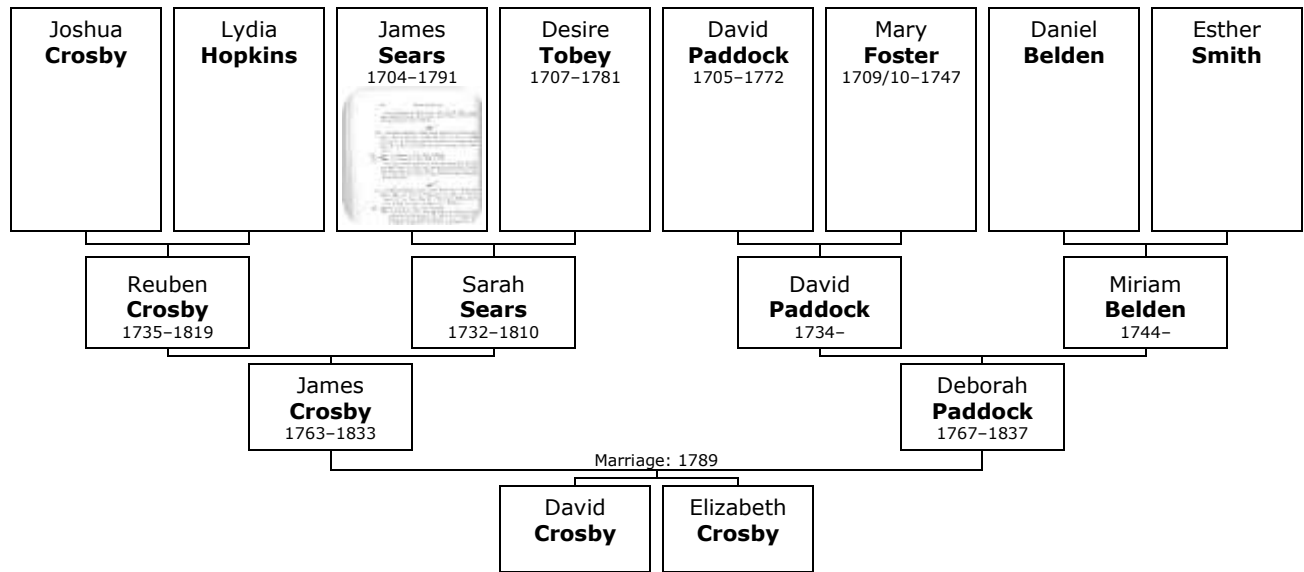 Joshua
Crosby
Lydia
Hopkins
James
Sears
1704–1791
Desire
Tobey
1707–1781
David
Paddock
1705–1772
Mary
Foster
1709/10–1747
Daniel
Belden
Esther
Smith
Reuben
Crosby
1735–1819
Sarah
Sears
1732–1810
David
Paddock
1734–
Miriam
Belden
1744–
James
Crosby
1763–1833
Deborah
Paddock
1767–1837
Marriage: 1789
David
Crosby
Elizabeth
Crosby